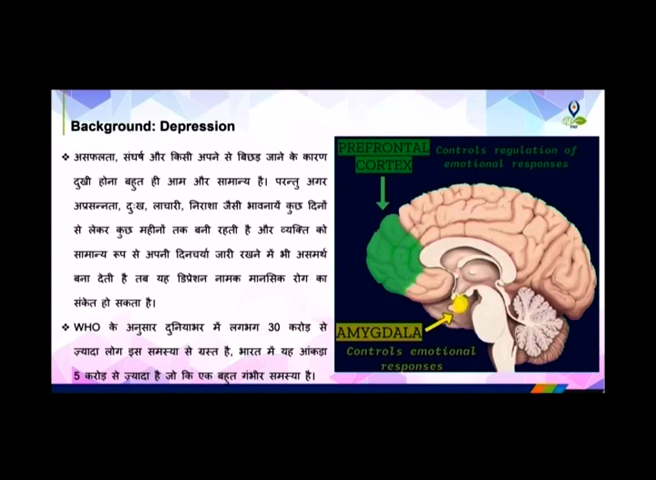 Background: Depression
❖ असफलता, संघर्ष और किसी अपने से बिछड़ जाने के कारण
दुखी होना बहुत ही आम और सामान्य है। परन्तु अगर
अप्रसन्नता, दु:ख, लाचारी, निराशा जैसी भावनायें कुछ दिनों
से लेकर कुछ महीनों तक बनी रहती है और व्यक्ति को
सामान्य रूप से अपनी दिनचर्या जारी रखने में भी असमर्थ
बना देती है तब यह डिप्रेशन नामक मानसिक रोग का
संकेत हो सकता है।
❖ WHO के अनुसार दुनियाभर में लगभग 30 करोड़ से
ज़्यादा लोग इस समस्या से ग्रस्त है, भारत में यह आंकड़ा
5 करोड़ से ज़्यादा है जो कि एक बहुत गंभीर समस्या है।
PREFRONTAL
CORTEX
Controls regulation of
emotional responses
AMYGDALA
Controls emotional
responses